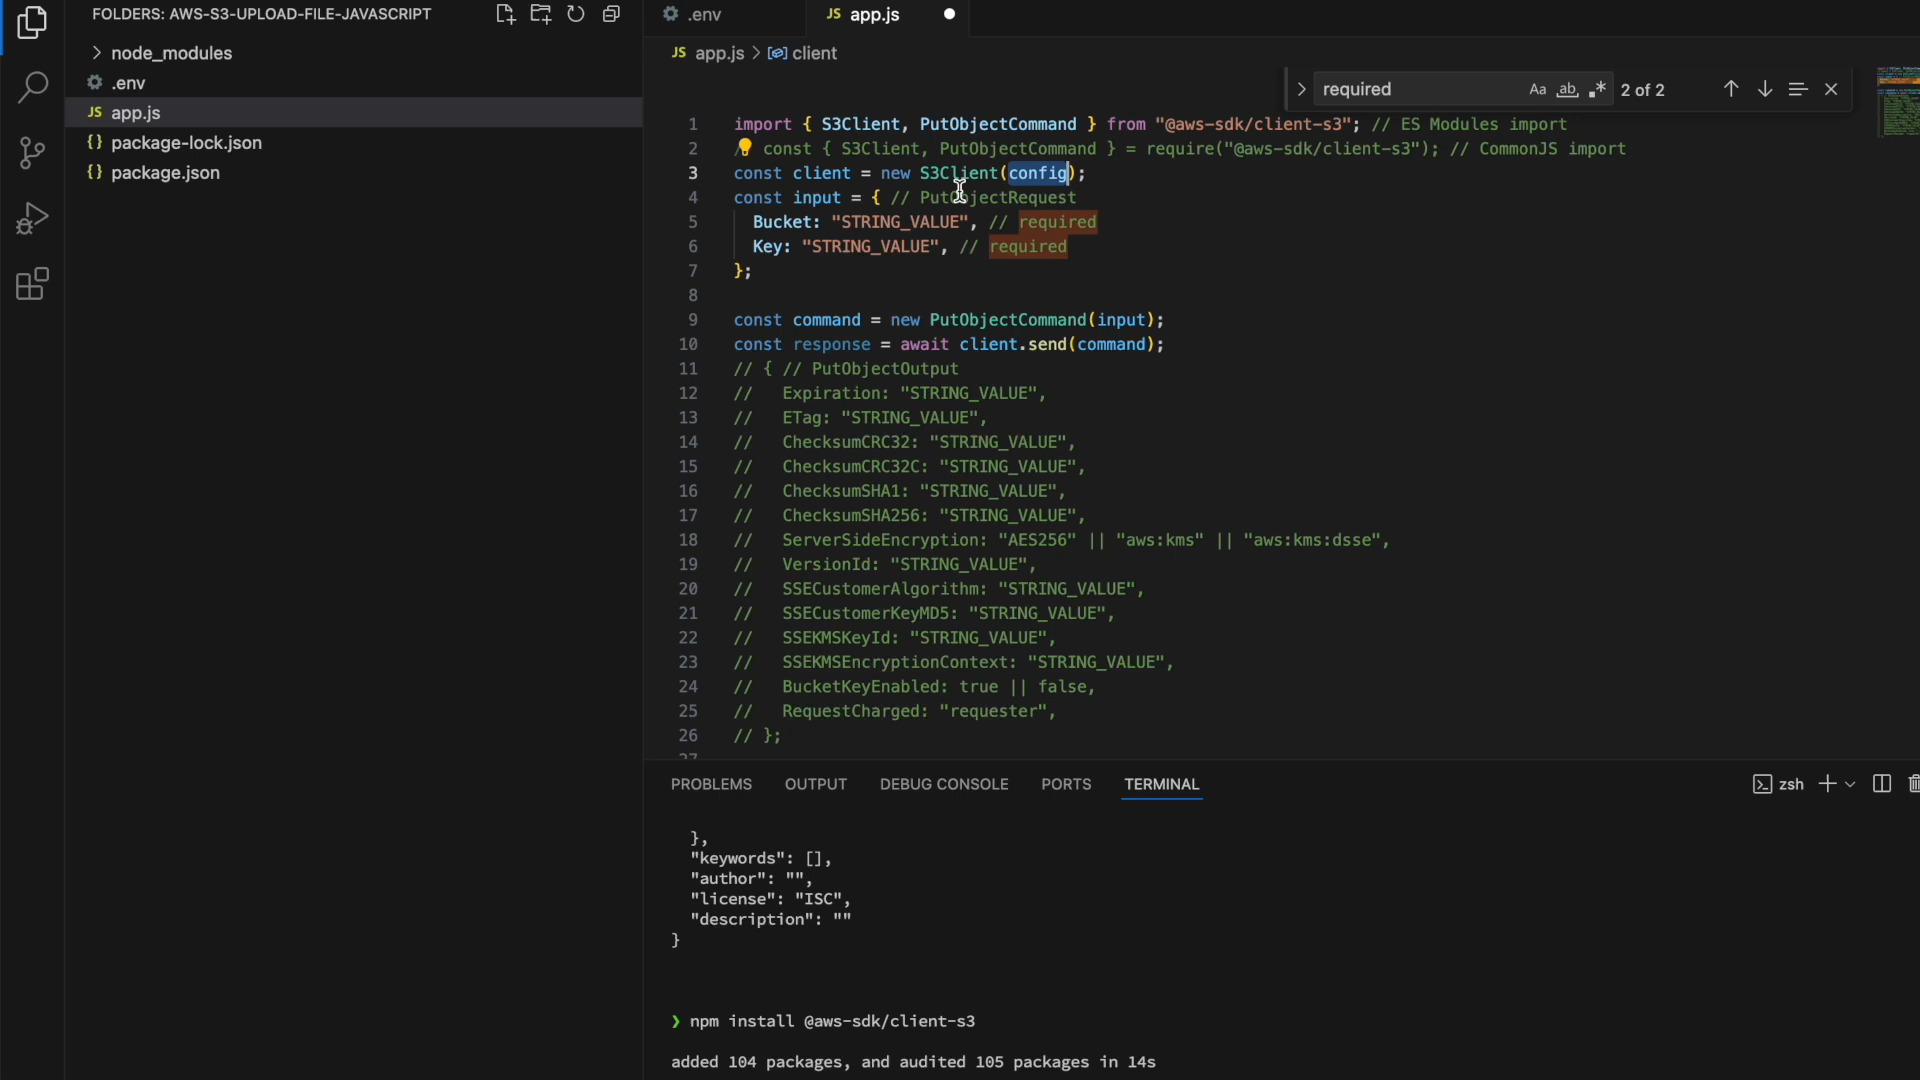 FOLDERS: AWS-S3-UPLOAD-FILE-JAVASCRIPT
node_modules
.env
JS app.js
{} package-lock.json
{} package.json
.env
JS app.js
JS app.js > client
required Aa ab 2 of 2
1 import { S3Client, PutObjectCommand } from "@aws-sdk/client-s3"; // ES Modules import
2 const { S3Client, PutObjectCommand } = require("@aws-sdk/client-s3"); // CommonJS import
3 const client = new S3Client(config);
4 const input = { // PutObjectRequest
5 Bucket: "STRING_VALUE", // required
6 Key: "STRING_VALUE", // required
7 };
8
9 const command = new PutObjectCommand(input);
10 const response = await client.send(command);
11 // { // PutObjectOutput
12 // Expiration: "STRING_VALUE",
13 // ETag: "STRING_VALUE",
14 // ChecksumCRC32: "STRING_VALUE",
15 // ChecksumCRC32C: "STRING_VALUE",
16 // ChecksumSHA1: "STRING_VALUE",
17 // ChecksumSHA256: "STRING_VALUE",
18 // ServerSideEncryption: "AES256" || "aws:kms" || "aws:kms:dsse",
19 // VersionId: "STRING_VALUE",
20 // SSECustomerAlgorithm: "STRING_VALUE",
21 // SSECustomerKeyMD5: "STRING_VALUE",
22 // SSEKMSKeyId: "STRING_VALUE",
23 // SSEKMSEncryptionContext: "STRING_VALUE",
24 // BucketKeyEnabled: true || false,
25 // RequestCharged: "requester",
26 // };
PROBLEMS OUTPUT DEBUG CONSOLE PORTS TERMINAL zsh
},
"keywords": [],
"author": "",
"license": "ISC",
"description": ""
}
❯ npm install @aws-sdk/client-s3
added 104 packages, and audited 105 packages in 14s